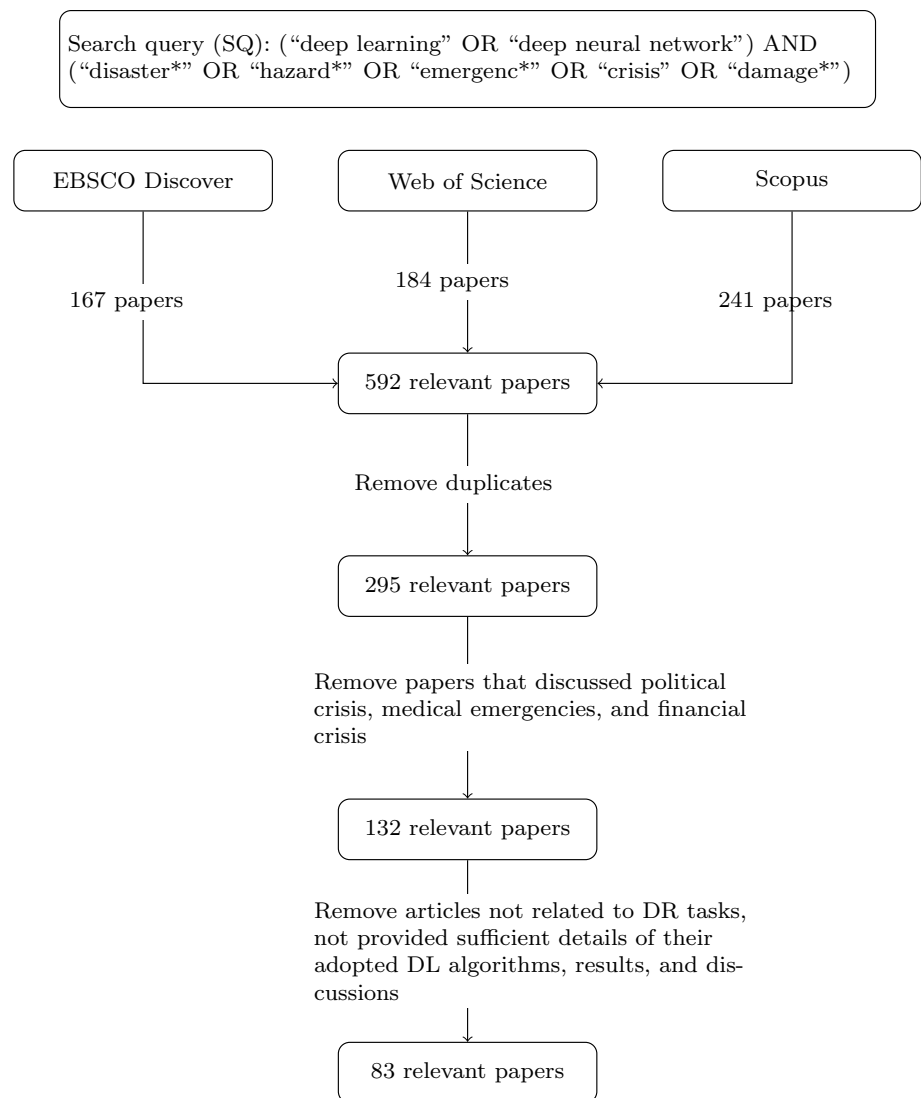 Search query (SQ): (“deep learning” OR “deep neural network”) AND
(“disaster*” OR “hazard*” OR “emergenc*” OR “crisis” OR “damage*”)
EBSCO Discover
Web of Science
Scopus
167 papers
184 papers
241 papers
592 relevant papers
Remove duplicates
295 relevant papers
Remove papers that discussed political
crisis, medical emergencies, and financial
crisis
132 relevant papers
Remove articles not related to DR tasks,
not provided sufficient details of their
adopted DL algorithms, results, and dis-
cussions
83 relevant papers